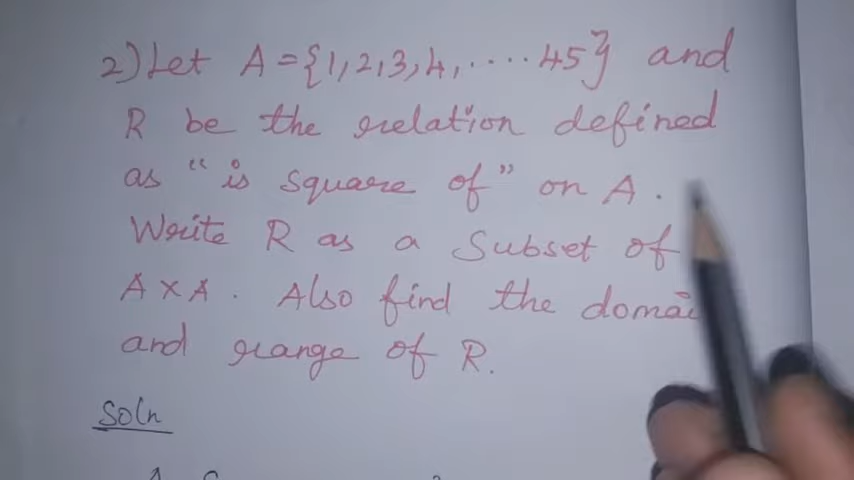 2) Let A = {1, 2, 3, 4, .... 45} and
R be the relation defined
as "is square of" on A.
Write R as a subset of
A × A. Also find the
and range of R.
Soln